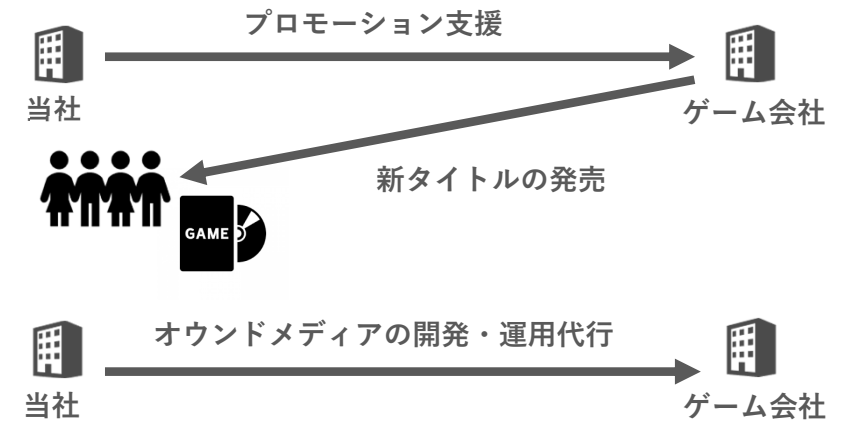 プロモーション支援
当社
ゲーム会社
新タイトルの発売
GAME
オウンドメディアの開発・運用代行
当社
ゲーム会社